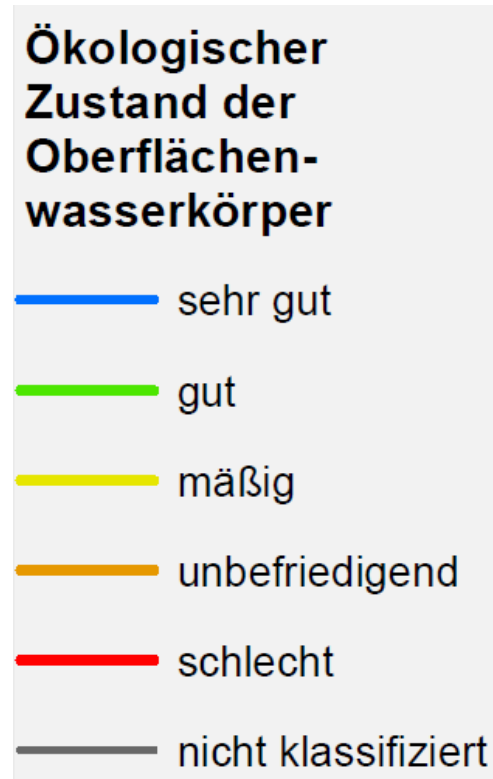 Ökologischer
Zustand der
Oberflächen-
wasserkörper
sehr gut
gut
mäßig
unbefriedigend
schlecht
nicht klassifiziert